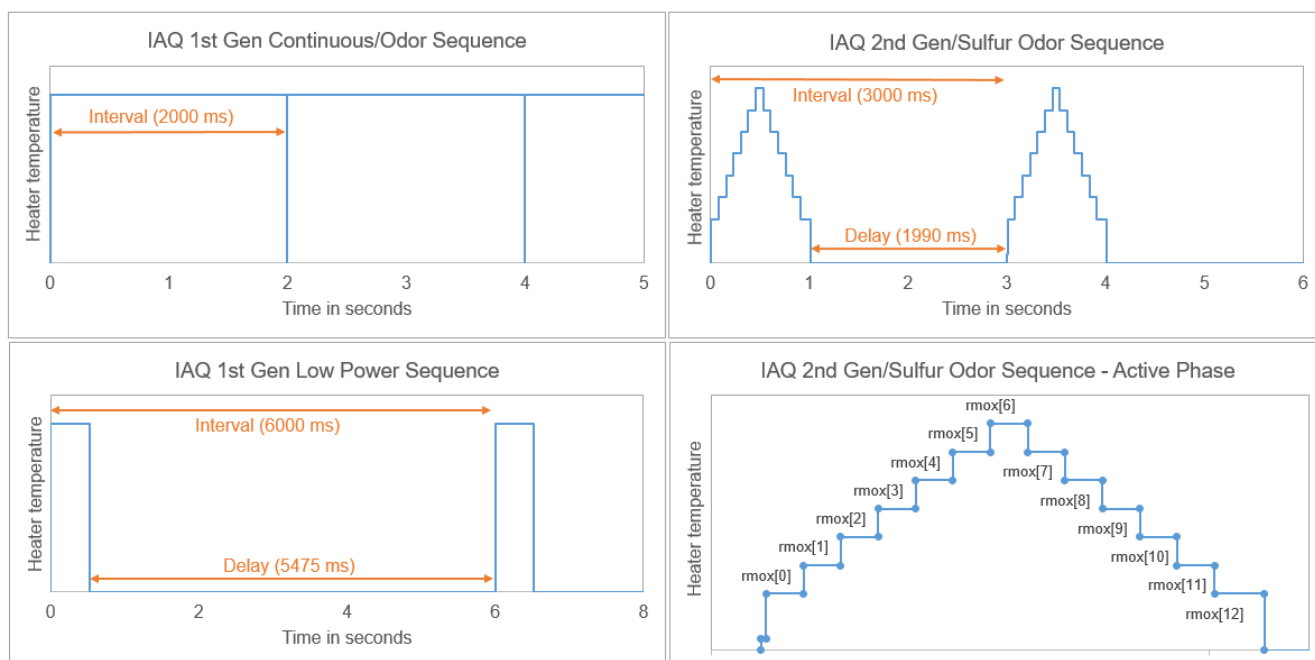 IAQ 1st Gen Continuous/Odor Sequence
Heater temperature
Interval (2000 ms)
0 1 2 3 4 5
Time in seconds
IAQ 2nd Gen/Sulfur Odor Sequence
Heater temperature
Interval (3000 ms)
Delay (1990 ms)
0 1 2 3 4 5 6
Time in seconds
IAQ 1st Gen Low Power Sequence
Heater temperature
Interval (6000 ms)
Delay (5475 ms)
0 2 4 6 8
Time in seconds
IAQ 2nd Gen/Sulfur Odor Sequence - Active Phase
Heater temperature
rmox[0]
rmox[1]
rmox[2]
rmox[3]
rmox[4]
rmox[5]
rmox[6]
rmox[7]
rmox[8]
rmox[9]
rmox[10]
rmox[11]
rmox[12]